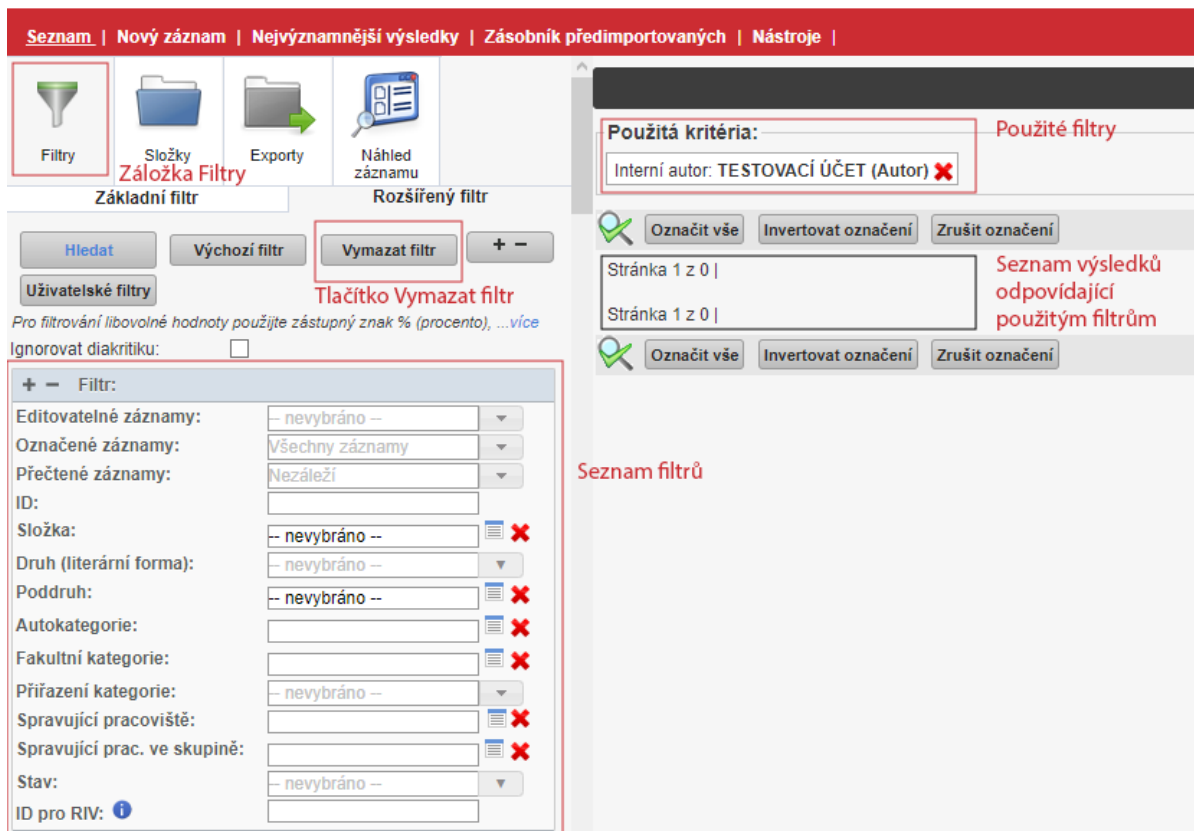 Seznam | Nový záznam | Nejvýznamnější výsledky | Zásobník předimportovaných | Nástroje |
Filtry
Složky
Exporty
Náhled
záznamu
Záložka Filtry
Základní filtr
Rozšířený filtr
Hledat
Výchozí filtr
Vymazat filtr
+ −
Uživatelské filtry
Tlačítko Vymazat filtr
Pro filtrování libovolné hodnoty použijte zástupný znak % (procento), ...více
Ignorovat diakritiku:
+ − Filtr:
Editovatelné záznamy: -- nevybráno --
Označené záznamy: Všechny záznamy
Přečtené záznamy: Nezáleží
ID:
Složka: -- nevybráno --
Druh (literární forma): -- nevybráno --
Poddruh: -- nevybráno --
Autokategorie:
Fakultní kategorie:
Přiřazení kategorie: -- nevybráno --
Spravující pracoviště:
Spravující prac. ve skupině:
Stav: -- nevybráno --
ID pro RIV: i
Seznam filtrů
Použitá kritéria:
Interní autor: TESTOVACÍ ÚČET (Autor)
Použité filtry
Označit vše
Invertovat označení
Zrušit označení
Stránka 1 z 0 |
Stránka 1 z 0 |
Seznam výsledků
odpovídající
použitým filtrům
Označit vše
Invertovat označení
Zrušit označení